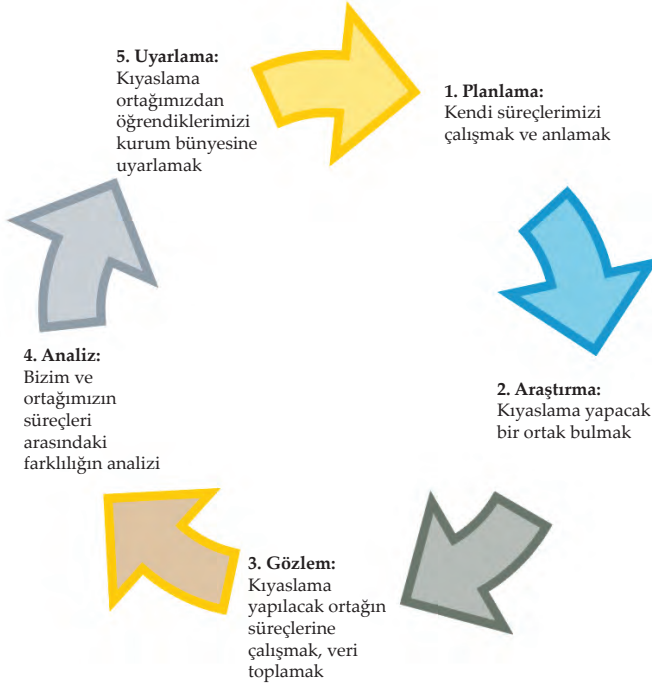 1. Planlama:
Kendi süreçlerimizi
çalışmak ve anlamak
2. Araştırma:
Kıyaslama yapacak
bir ortak bulmak
3. Gözlem:
Kıyaslama
yapılacak ortağın
süreçlerine
çalışmak, veri
toplamak
4. Analiz:
Bizim ve
ortağımızın
süreçleri
arasındaki
farklılığın analizi
5. Uyarlama:
Kıyaslama
ortağımızdan
öğrendiklerimizi
kurum bünyesine
uyarlamak